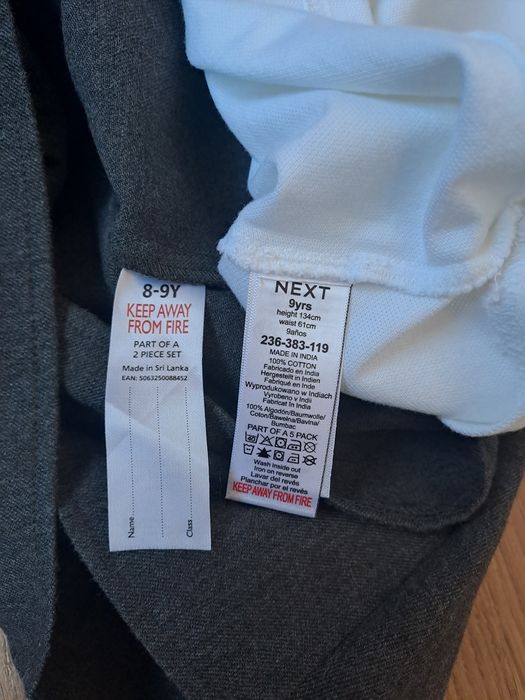 8-9Y
KEEP AWAY
FROM FIRE
PART OF A
2 PIECE SET
Made in Sri Lanka
EAN: 5063250088452
Name
Class
NEXT
9yrs
height 134cm
waist 61cm
9años
236-383-119
MADE IN INDIA
100% COTTON
Fabricado en India
Hergestellt in Indien
Fabriqué en Inde
Wyprodukowano w Indiach
Vyrobeno v Indii
Fabricat în India
100% Algodón/Baumwolle/
Coton/Bawełna/Bavlna/
Bumbac
PART OF A 5 PACK
Wash inside out
Iron on reverse
Lavar del revés
Planchar por el revés
KEEP AWAY FROM FIRE